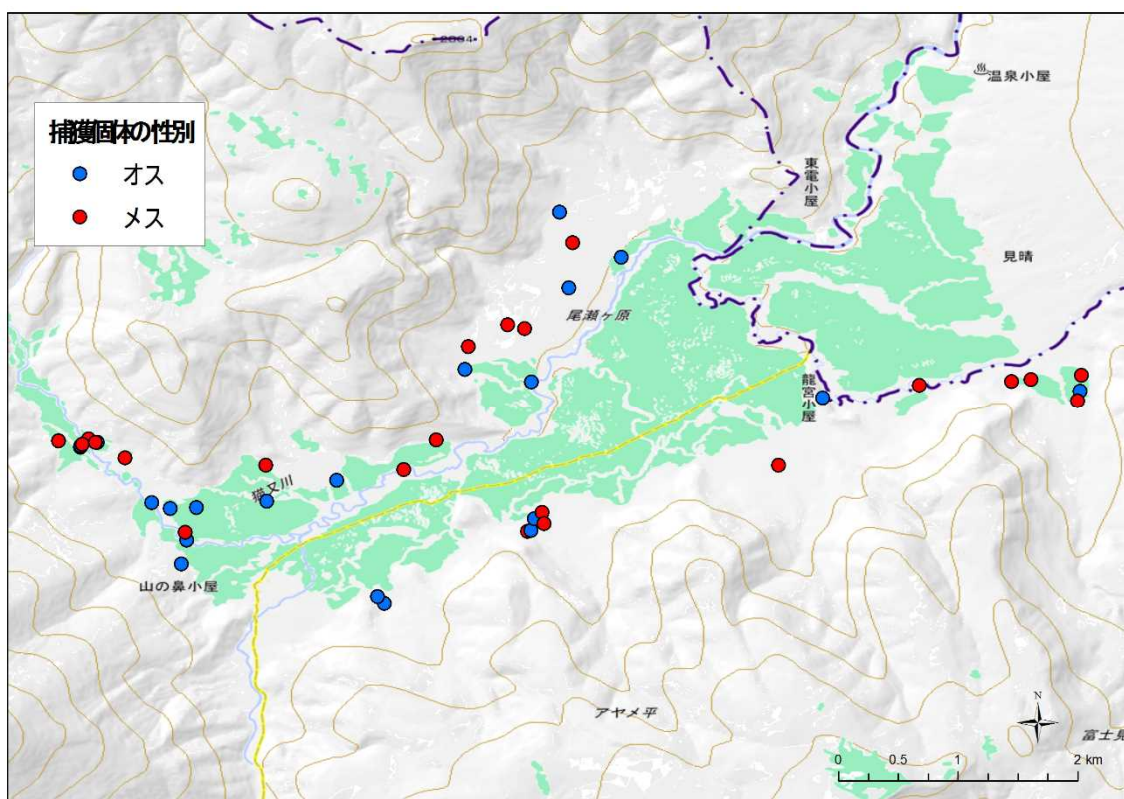 2004
温泉小屋
捕獲個体の性別
オス
メス
東電小屋
見晴
尾瀬ヶ原
龍宮小屋
猫又川
山の鼻小屋
アヤメ平
N
富士見
0 0.5 1 2 km